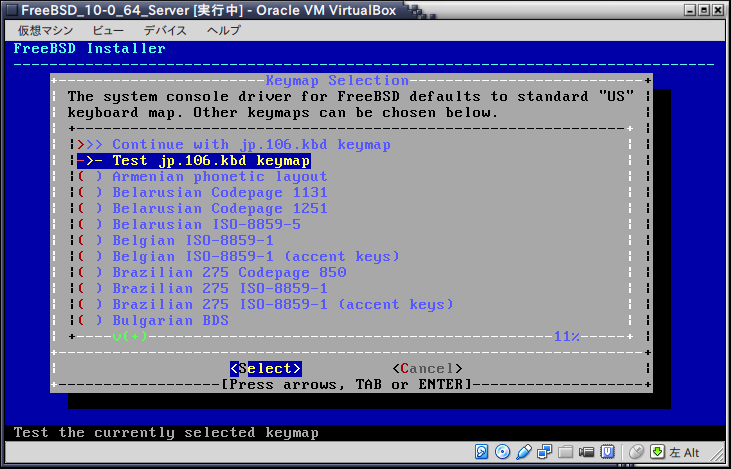 FreeBSD_10-0_64_Server [実行中] - Oracle VM VirtualBox
仮想マシン ビュー デバイス ヘルプ
FreeBSD Installer
Keymap Selection
The system console driver for FreeBSD defaults to standard "US"
keyboard map. Other keymaps can be chosen below.
>>> Continue with jp.106.kbd keymap
->- Test jp.106.kbd keymap
( ) Armenian phonetic layout
( ) Belarusian Codepage 1131
( ) Belarusian Codepage 1251
( ) Belarusian ISO-8859-5
( ) Belgian ISO-8859-1
( ) Belgian ISO-8859-1 (accent keys)
( ) Brazilian 275 Codepage 850
( ) Brazilian 275 ISO-8859-1
( ) Brazilian 275 ISO-8859-1 (accent keys)
( ) Bulgarian BDS
v(+) 11%
<Select> <Cancel>
[Press arrows, TAB or ENTER]
Test the currently selected keymap
左 Alt